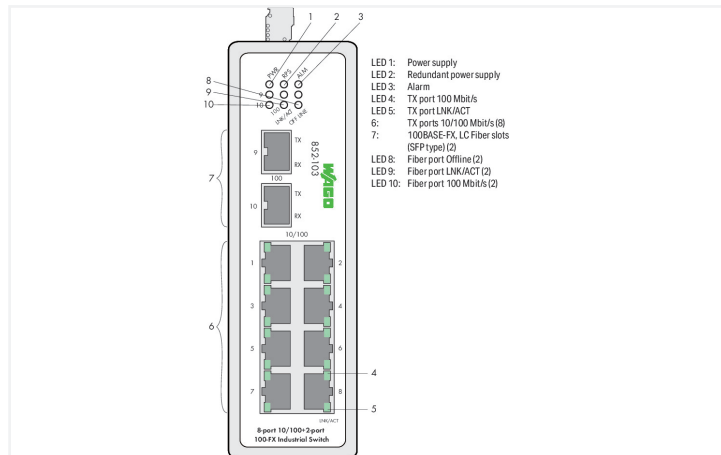 1 2 3
PWR RPS ALM
8
9
10
9
10
100 LNK/ACT OFF LINE
7
9 TX
RX
100
10 TX
RX
852-103
WAGO
10/100
6
1 2
3 4
5 6
7 8
4
5
LNK/ACT
8-port 10/100+2-port
100-FX Industrial Switch
LED 1: Power supply
LED 2: Redundant power supply
LED 3: Alarm
LED 4: TX port 100 Mbit/s
LED 5: TX port LNK/ACT
6: TX ports 10/100 Mbit/s (8)
7: 100BASE-FX, LC Fiber slots
(SFP type) (2)
LED 8: Fiber port Offline (2)
LED 9: Fiber port LNK/ACT (2)
LED 10: Fiber port 100 Mbit/s (2)